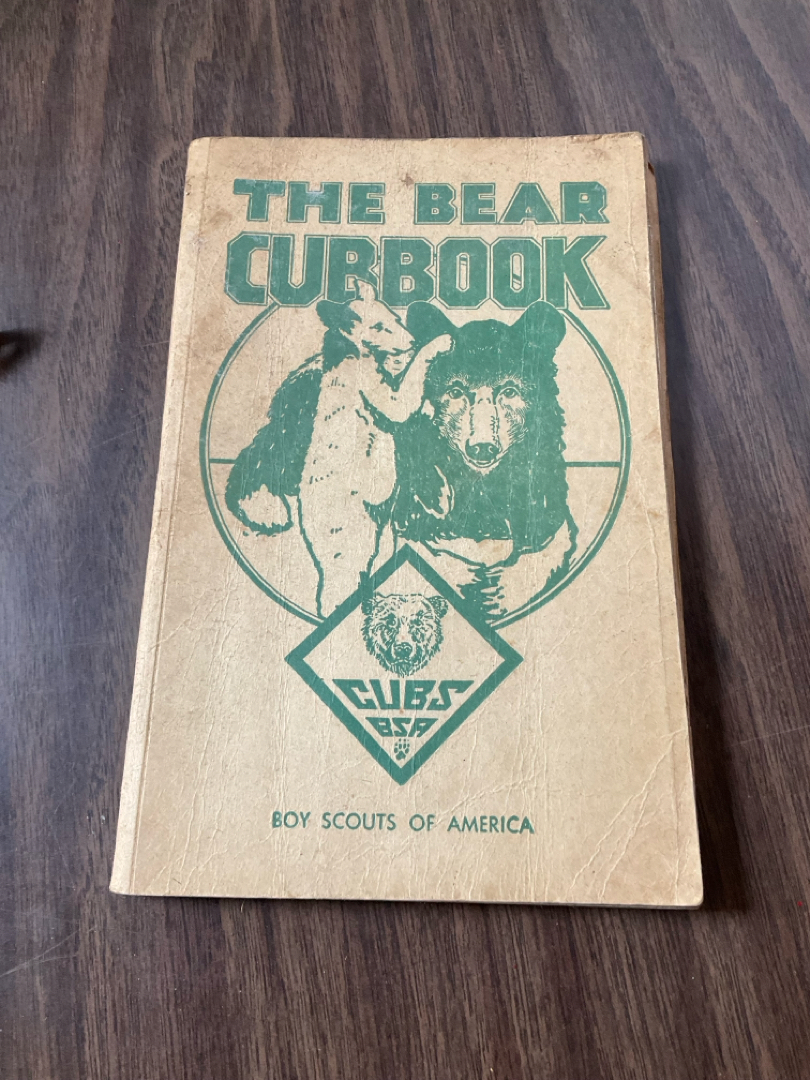 THE BEAR
CUBBOOK
CUBS
BSA
BOY SCOUTS OF AMERICA